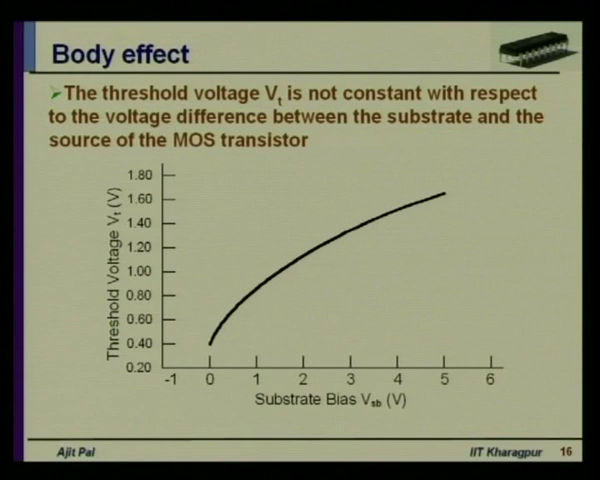 Body effect
The threshold voltage Vt is not constant with respect
to the voltage difference between the substrate and the
source of the MOS transistor
Threshold Voltage Vt (V)
1.80
1.60
1.40
1.20
1.00
0.80
0.60
0.40
0.20
-1 0 1 2 3 4 5 6
Substrate Bias Vsb (V)
Ajit Pal IIT Kharagpur 16